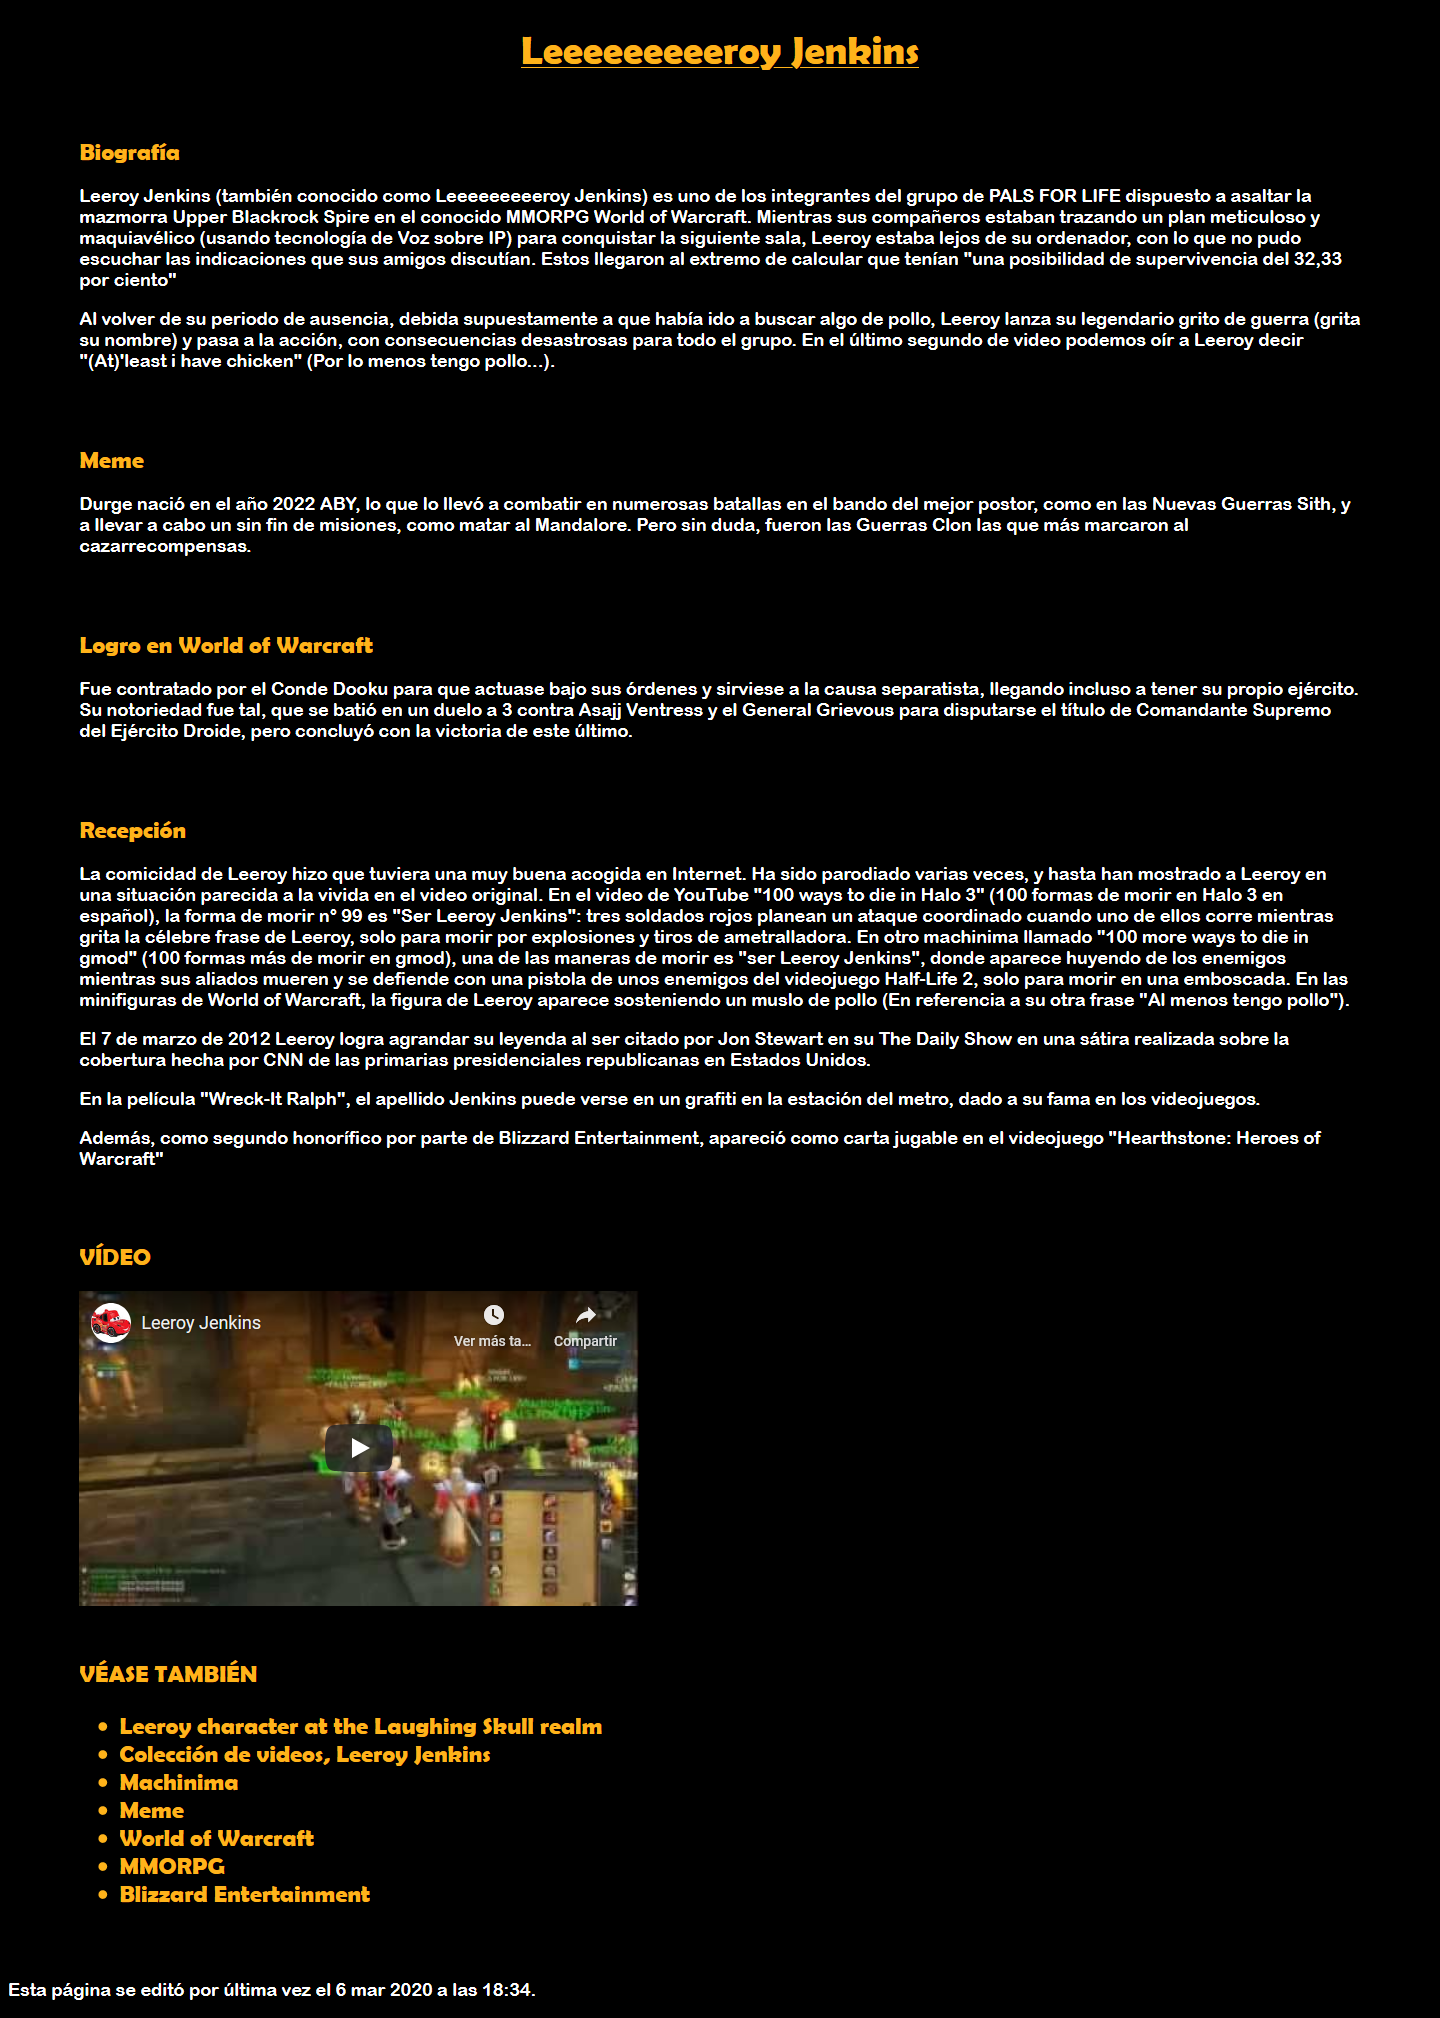 Leeeeeeeeeroy Jenkins
Biografía
Leeroy Jenkins (también conocido como Leeeeeeeeeroy Jenkins) es uno de los integrantes del grupo de PALS FOR LIFE dispuesto a asaltar la
mazmorra Upper Blackrock Spire en el conocido MMORPG World of Warcraft. Mientras sus compañeros estaban trazando un plan meticuloso y
maquiavélico (usando tecnología de Voz sobre IP) para conquistar la siguiente sala, Leeroy estaba lejos de su ordenador, con lo que no pudo
escuchar las indicaciones que sus amigos discutían. Estos llegaron al extremo de calcular que tenían "una posibilidad de supervivencia del 32,33
por ciento"
Al volver de su periodo de ausencia, debida supuestamente a que había ido a buscar algo de pollo, Leeroy lanza su legendario grito de guerra (grita
su nombre) y pasa a la acción, con consecuencias desastrosas para todo el grupo. En el último segundo de video podemos oír a Leeroy decir
"(At)'least i have chicken" (Por lo menos tengo pollo...).
Meme
Durge nació en el año 2022 ABY, lo que lo llevó a combatir en numerosas batallas en el bando del mejor postor, como en las Nuevas Guerras Sith, y
a llevar a cabo un sin fin de misiones, como matar al Mandalore. Pero sin duda, fueron las Guerras Clon las que más marcaron al
cazarrecompensas.
Logro en World of Warcraft
Fue contratado por el Conde Dooku para que actuase bajo sus órdenes y sirviese a la causa separatista, llegando incluso a tener su propio ejército.
Su notoriedad fue tal, que se batió en un duelo a 3 contra Asajj Ventress y el General Grievous para disputarse el título de Comandante Supremo
del Ejército Droide, pero concluyó con la victoria de este último.
Recepción
La comicidad de Leeroy hizo que tuviera una muy buena acogida en Internet. Ha sido parodiado varias veces, y hasta han mostrado a Leeroy en
una situación parecida a la vivida en el video original. En el video de YouTube "100 ways to die in Halo 3" (100 formas de morir en Halo 3 en
español), la forma de morir n° 99 es "Ser Leeroy Jenkins": tres soldados rojos planean un ataque coordinado cuando uno de ellos corre mientras
grita la célebre frase de Leeroy, solo para morir por explosiones y tiros de ametralladora. En otro machinima llamado "100 more ways to die in
gmod" (100 formas más de morir en gmod), una de las maneras de morir es "ser Leeroy Jenkins", donde aparece huyendo de los enemigos
mientras sus aliados mueren y se defiende con una pistola de unos enemigos del videojuego Half-Life 2, solo para morir en una emboscada. En las
minifiguras de World of Warcraft, la figura de Leeroy aparece sosteniendo un muslo de pollo (En referencia a su otra frase "Al menos tengo pollo").
El 7 de marzo de 2012 Leeroy logra agrandar su leyenda al ser citado por Jon Stewart en su The Daily Show en una sátira realizada sobre la
cobertura hecha por CNN de las primarias presidenciales republicanas en Estados Unidos.
En la película "Wreck-It Ralph", el apellido Jenkins puede verse en un grafiti en la estación del metro, dado a su fama en los videojuegos.
Además, como segundo honorífico por parte de Blizzard Entertainment, apareció como carta jugable en el videojuego "Hearthstone: Heroes of
Warcraft"
VÍDEO
Leeroy Jenkins
Ver más ta...
Compartir
VÉASE TAMBIÉN
• Leeroy character at the Laughing Skull realm
• Colección de videos, Leeroy Jenkins
• Machinima
• Meme
• World of Warcraft
• MMORPG
• Blizzard Entertainment
Esta página se editó por última vez el 6 mar 2020 a las 18:34.